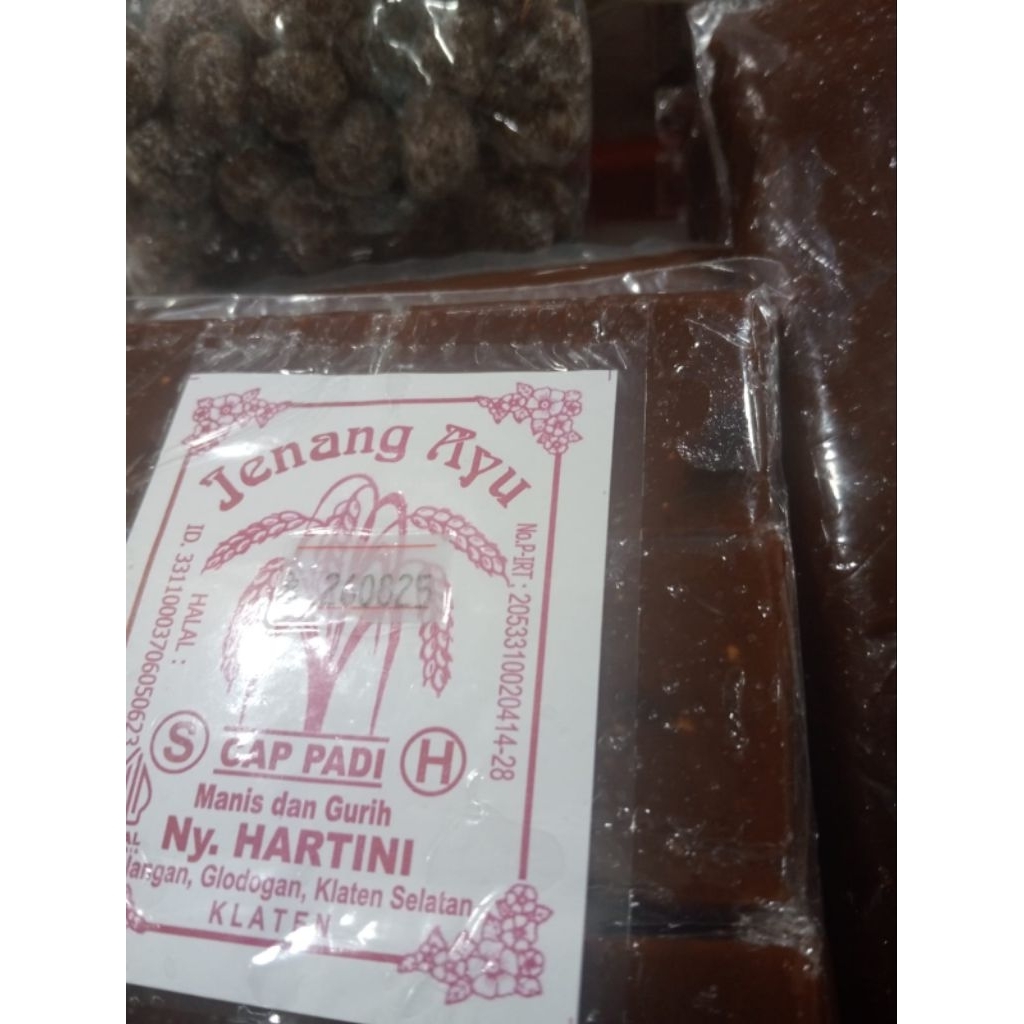 Jenang Ayu
No.P-IRT : 2053310020414-28
HALAL :
ID. 33110003706050623
260825
S CAP PADI H
Manis dan Gurih
Ny. HARTINI
Glodogan, Klaten Selatan
KLATEN